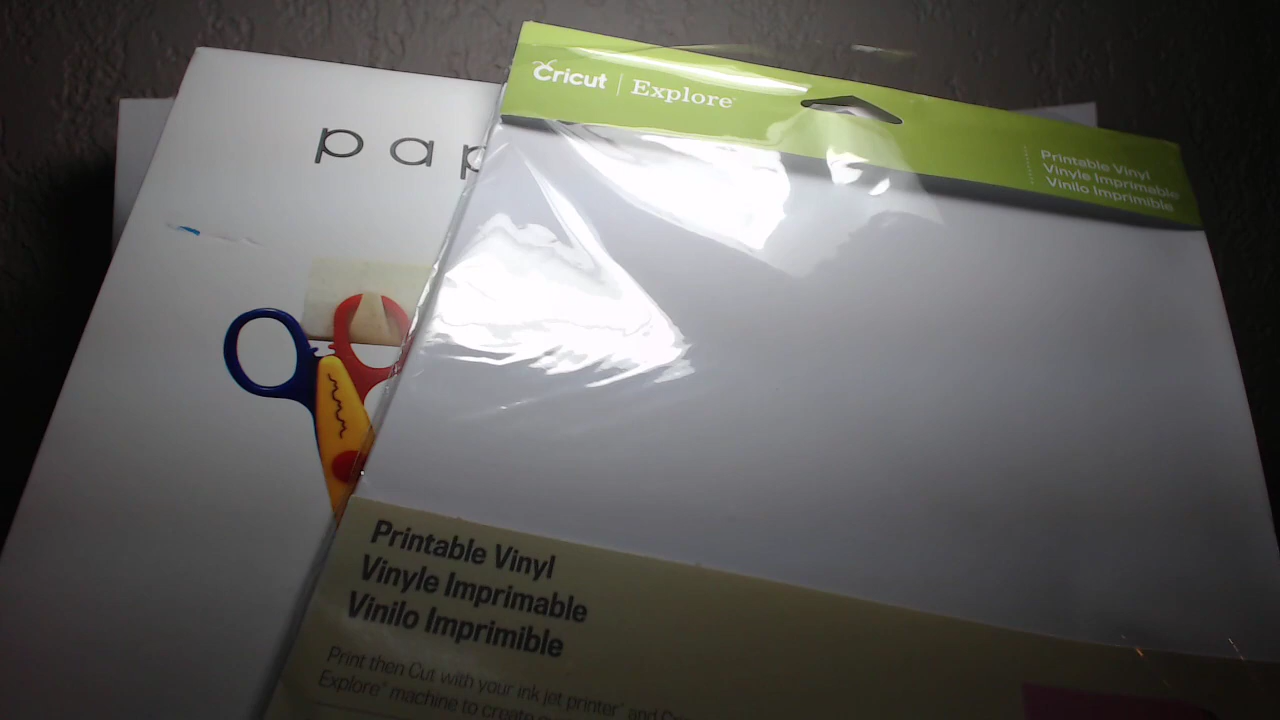 pap
Cricut | Explore
Printable Vinyl
Vinyle Imprimable
Vinilo Imprimible
Printable Vinyl
Vinyle Imprimable
Vinilo Imprimible
Print then Cut with your ink jet printer* and
Explore™ machine to create